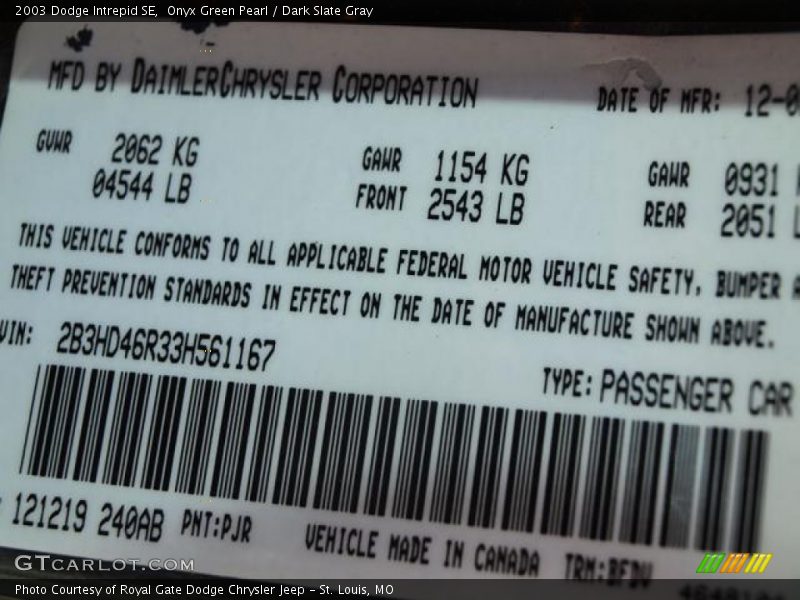 2003 Dodge Intrepid SE,  Onyx Green Pearl / Dark Slate Gray
MFD BY DAIMLERCHRYSLER CORPORATION
DATE OF MFR: 12-0
GVWR 2062 KG
04544 LB
GAWR 1154 KG
FRONT 2543 LB
GAWR 0931
REAR 2051 L
THIS VEHICLE CONFORMS TO ALL APPLICABLE FEDERAL MOTOR VEHICLE SAFETY, BUMPER A
THEFT PREVENTION STANDARDS IN EFFECT ON THE DATE OF MANUFACTURE SHOWN ABOVE.
VIN: 2B3HD46R33H561167
TYPE: PASSENGER CAR
121219 240AB PNT:PJR
VEHICLE MADE IN CANADA
TRM:BFDV
GTCARLOT.COM
Photo Courtesy of Royal Gate Dodge Chrysler Jeep – St. Louis, MO